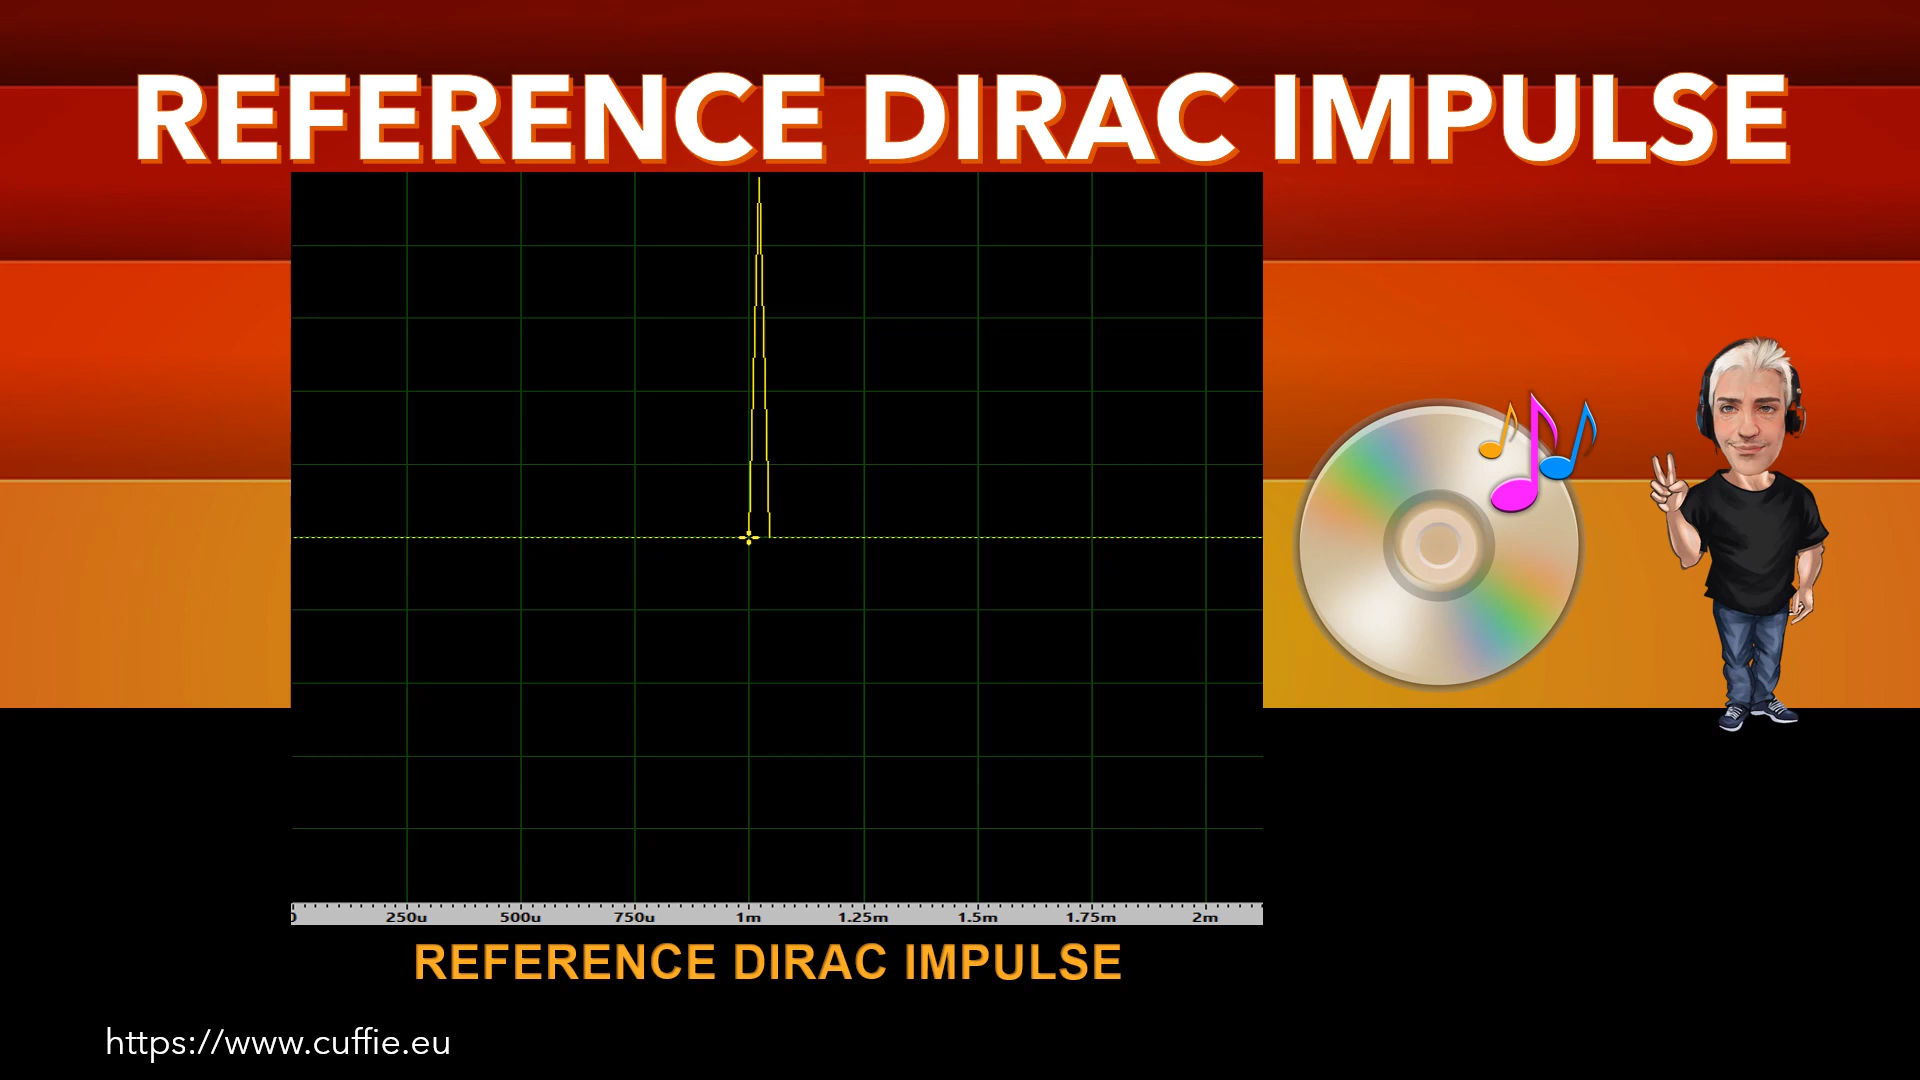 REFERENCE DIRAC IMPULSE
0 250u 500u 750u 1m 1.25m 1.5m 1.75m 2m
REFERENCE DIRAC IMPULSE
https://www.cuffie.eu